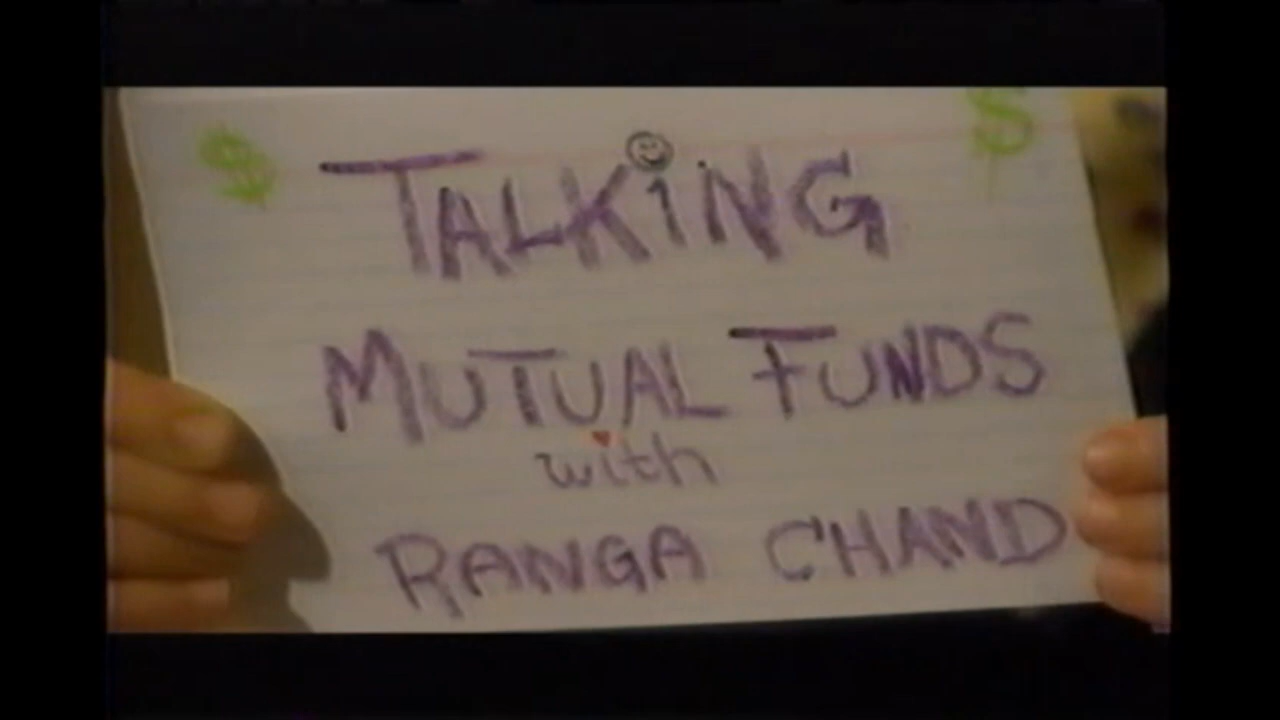 $ $
TALKiNG
MUTUAL FUNDS
with
RANGA CHAND